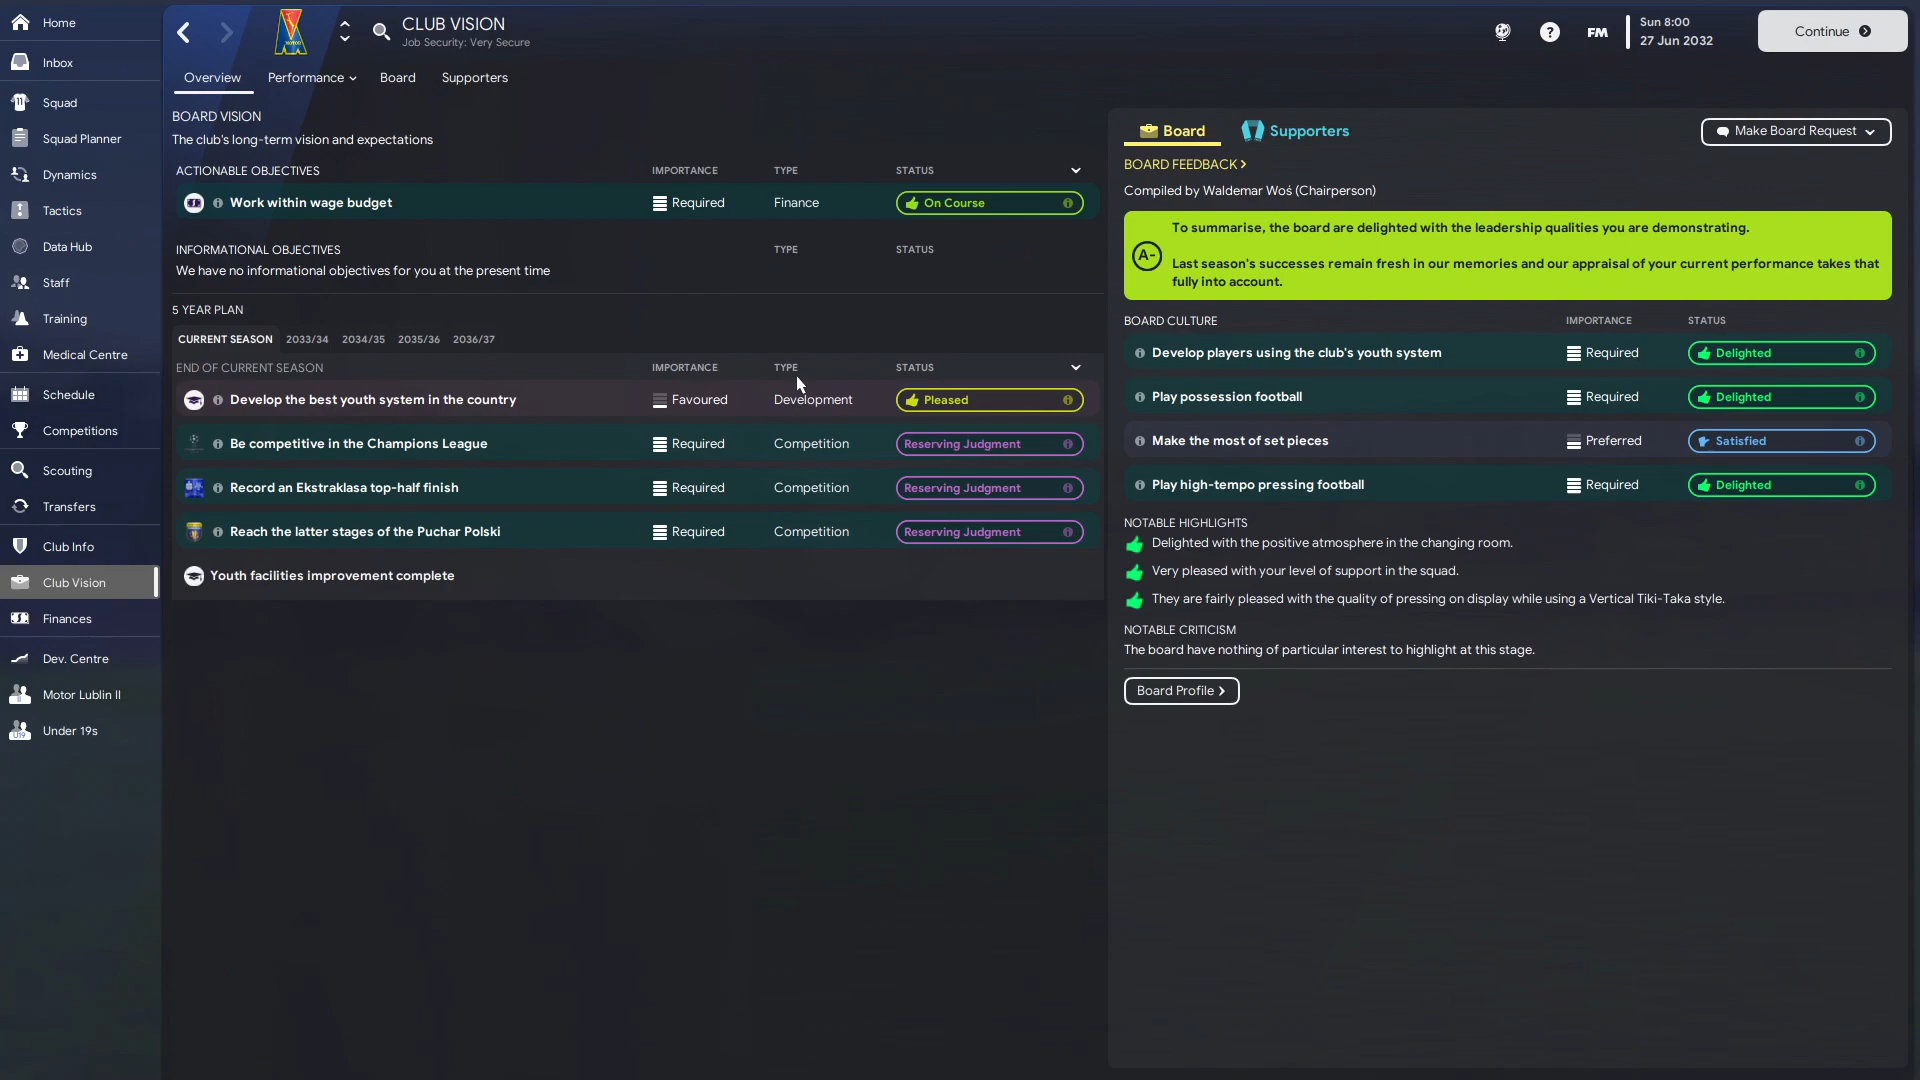 Home
Inbox
Squad
Squad Planner
Dynamics
Tactics
Data Hub
Staff
Training
Medical Centre
Schedule
Competitions
Scouting
Transfers
Club Info
Club Vision
Finances
Dev. Centre
Motor Lublin II
Under 19s
CLUB VISION
Job Security: Very Secure
FM
Sun 8:00
27 Jun 2032
Continue
Overview Performance Board Supporters
BOARD VISION
The club's long-term vision and expectations
ACTIONABLE OBJECTIVES IMPORTANCE TYPE STATUS
Work within wage budget Required Finance On Course
INFORMATIONAL OBJECTIVES TYPE STATUS
We have no informational objectives for you at the present time
5 YEAR PLAN
CURRENT SEASON 2033/34 2034/35 2035/36 2036/37
END OF CURRENT SEASON IMPORTANCE TYPE STATUS
Develop the best youth system in the country Favoured Development Pleased
Be competitive in the Champions League Required Competition Reserving Judgment
Record an Ekstraklasa top-half finish Required Competition Reserving Judgment
Reach the latter stages of the Puchar Polski Required Competition Reserving Judgment
Youth facilities improvement complete
Board Supporters Make Board Request
BOARD FEEDBACK
Compiled by Waldemar Woś (Chairperson)
A-
To summarise, the board are delighted with the leadership qualities you are demonstrating.
Last season's successes remain fresh in our memories and our appraisal of your current performance takes that
fully into account.
BOARD CULTURE IMPORTANCE STATUS
Develop players using the club's youth system Required Delighted
Play possession football Required Delighted
Make the most of set pieces Preferred Satisfied
Play high-tempo pressing football Required Delighted
NOTABLE HIGHLIGHTS
Delighted with the positive atmosphere in the changing room.
Very pleased with your level of support in the squad.
They are fairly pleased with the quality of pressing on display while using a Vertical Tiki-Taka style.
NOTABLE CRITICISM
The board have nothing of particular interest to highlight at this stage.
Board Profile